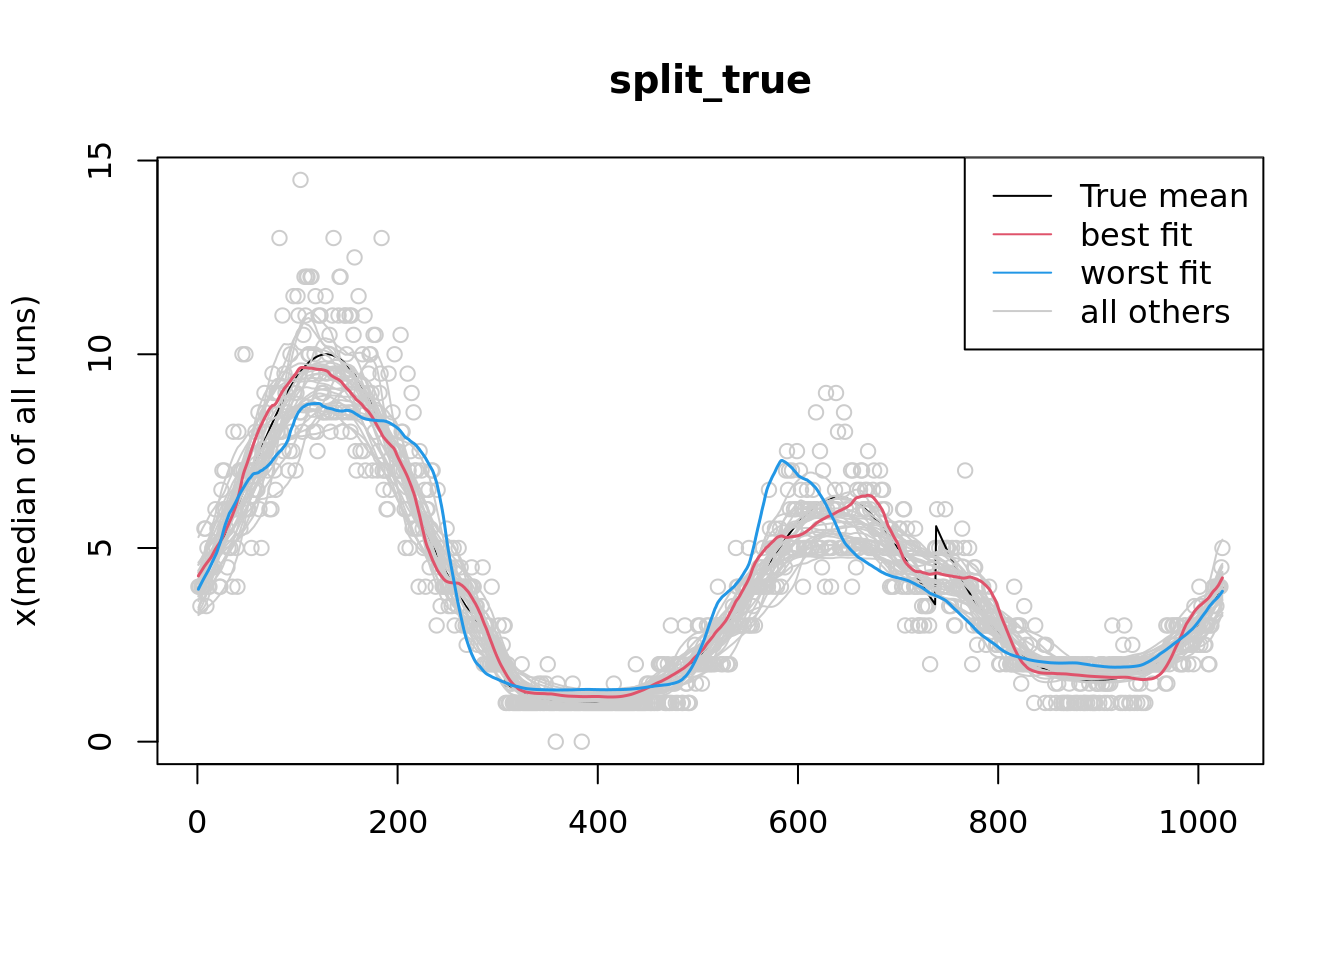 split_true
x(median of all runs)
15
10
5
0
True mean
best fit
worst fit
all others
0 200 400 600 800 1000